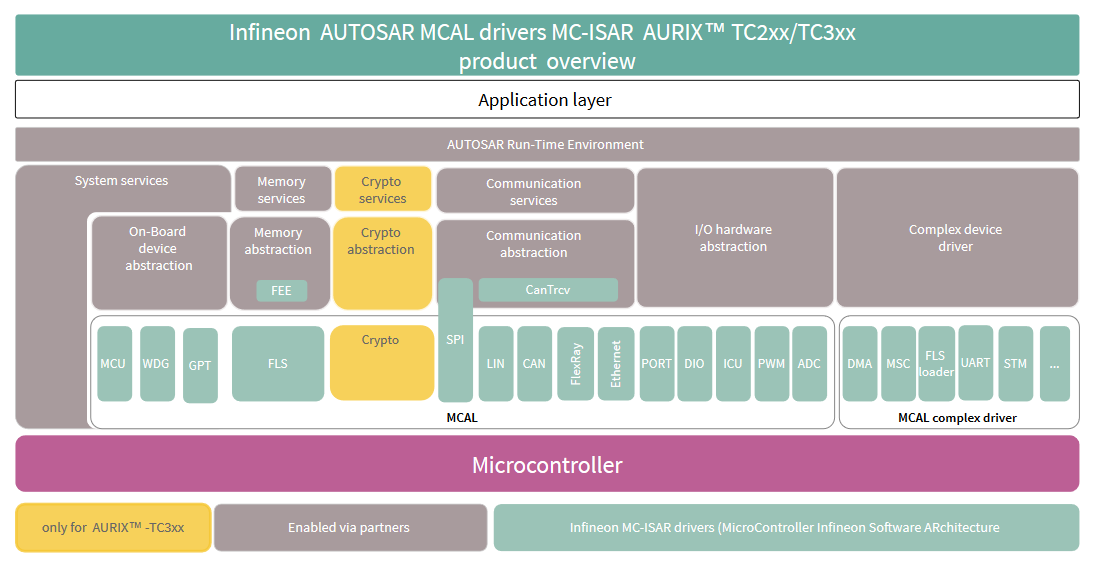 Infineon AUTOSAR MCAL drivers MC-ISAR AURIX™ TC2xx/TC3xx
product overview
Application layer
AUTOSAR Run-Time Environment
System services
Memory
services
Crypto
services
Communication
services
I/O hardware
abstraction
Complex device
driver
On-Board
device
abstraction
Memory
abstraction
FEE
Crypto
abstraction
Communication
abstraction
CanTrcv
MCU
WDG
GPT
FLS
Crypto
SPI
LIN
CAN
FlexRay
Ethernet
PORT
DIO
ICU
PWM
ADC
MCAL
DMA
MSC
FLS
loader
UART
STM
...
MCAL complex driver
Microcontroller
only for AURIX™ -TC3xx
Enabled via partners
Infineon MC-ISAR drivers (MicroController Infineon Software ARchitecture